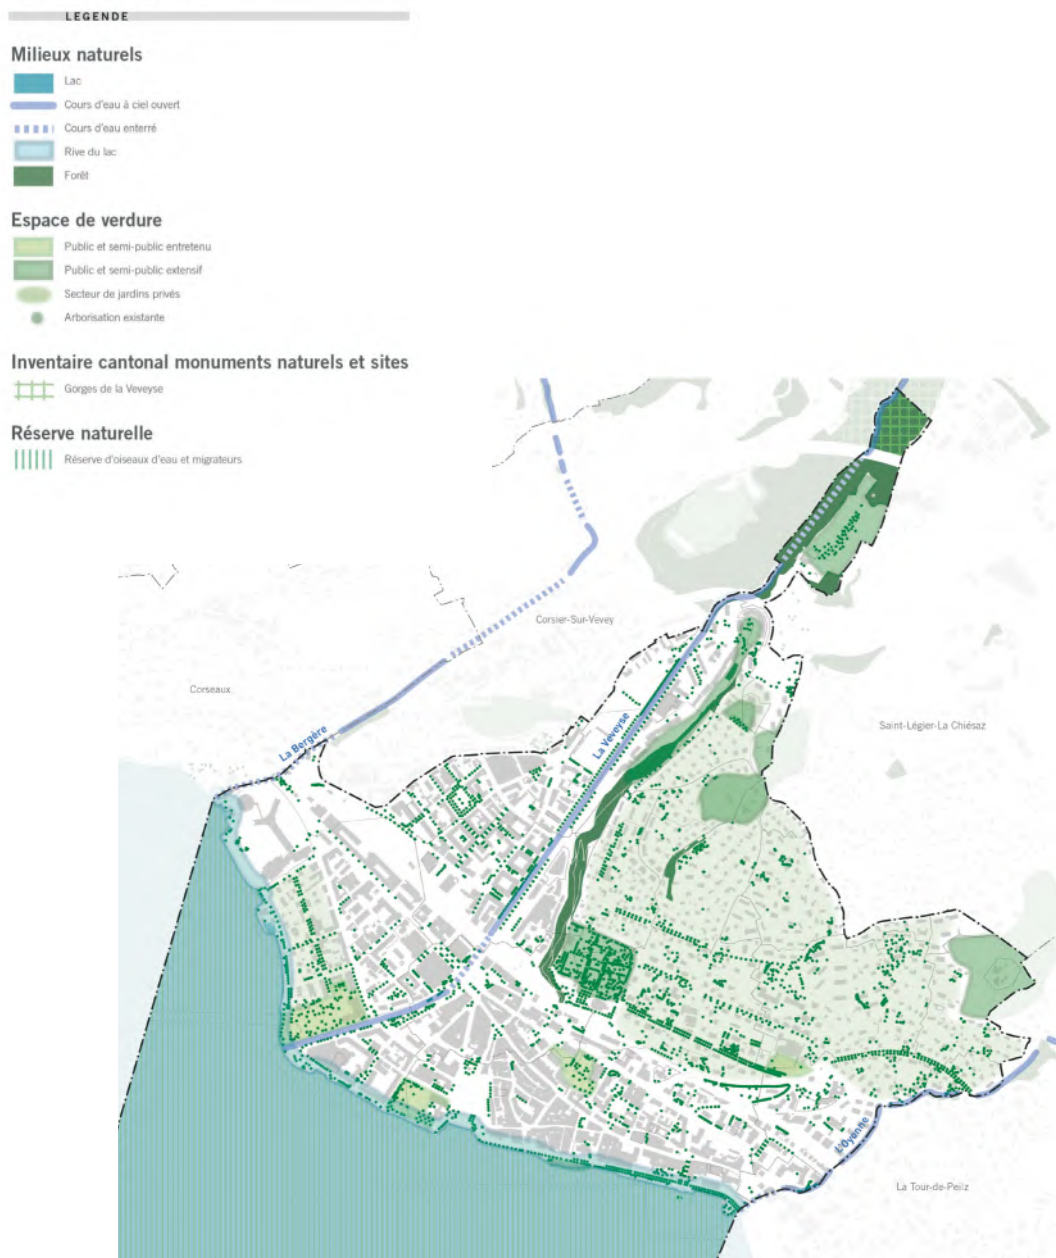 LEGENDE
Milieux naturels
Lac
Cours d'eau à ciel ouvert
Cours d'eau enterré
Rive du lac
Forêt
Espace de verdure
Public et semi-public entretenu
Public et semi-public extensif
Secteur de jardins privés
Arborisation existante
Inventaire cantonal monuments naturels et sites
Gorges de la Veveyse
Réserve naturelle
Réserve d'oiseaux d'eau et migrateurs
Corsier-Sur-Vevey
Corseaux
La Bergère
La Veveyse
Saint-Légier-La Chiésaz
L'Oyonne
La Tour-de-Peilz